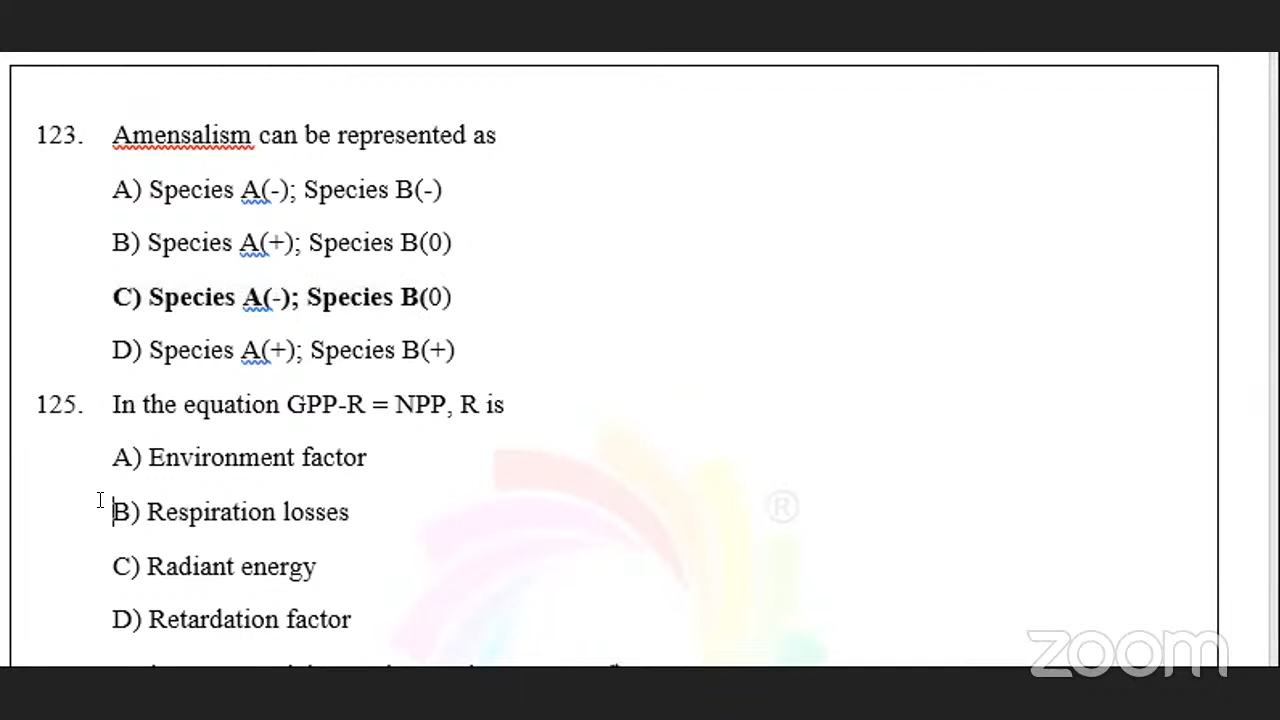 123. Amensalism can be represented as
A) Species A(-); Species B(-)
B) Species A(+); Species B(0)
C) Species A(-); Species B(0)
D) Species A(+); Species B(+)
125. In the equation GPP-R = NPP, R is
A) Environment factor
B) Respiration losses
C) Radiant energy
D) Retardation factor
®
zoom